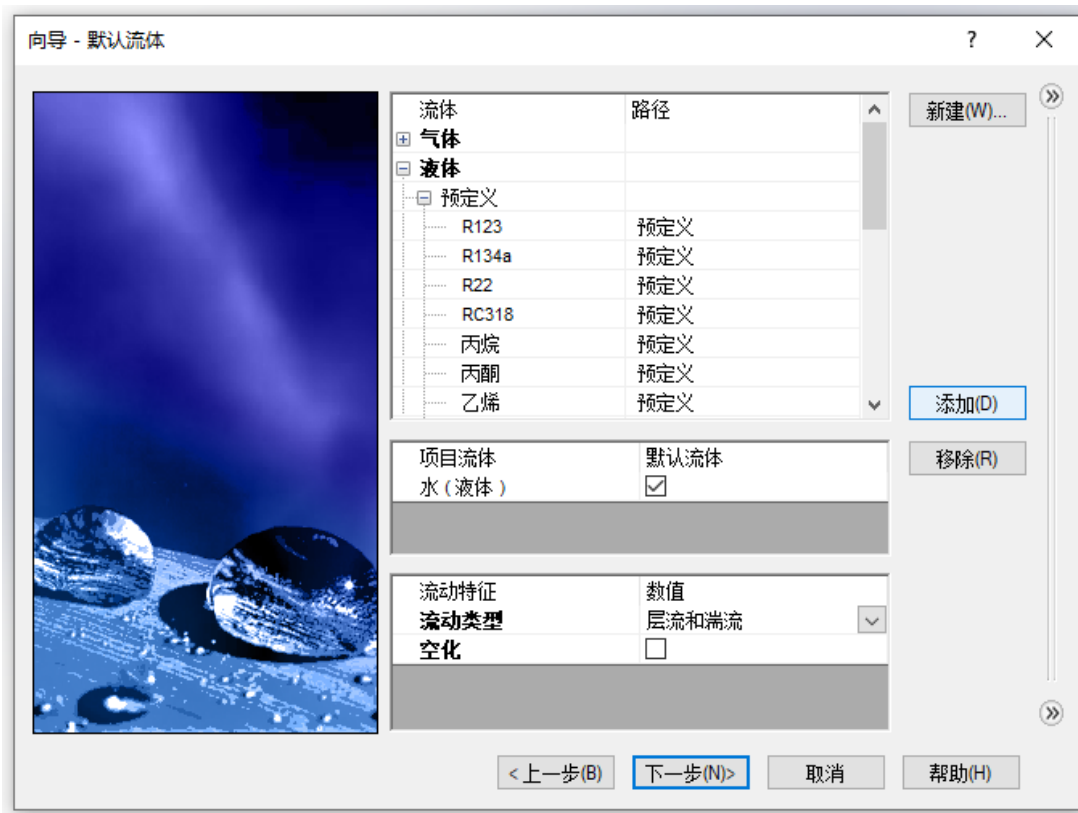 向导 - 默认流体
?
流体 路径
新建(W)...
气体
液体
预定义
R123 预定义
R134a 预定义
R22 预定义
RC318 预定义
丙烷 预定义
丙酮 预定义
乙烯 预定义
添加(D)
项目流体 默认流体
移除(R)
水 ( 液体 )
流动特征 数值
流动类型 层流和湍流
空化
<上一步(B) 下一步(N)> 取消 帮助(H)